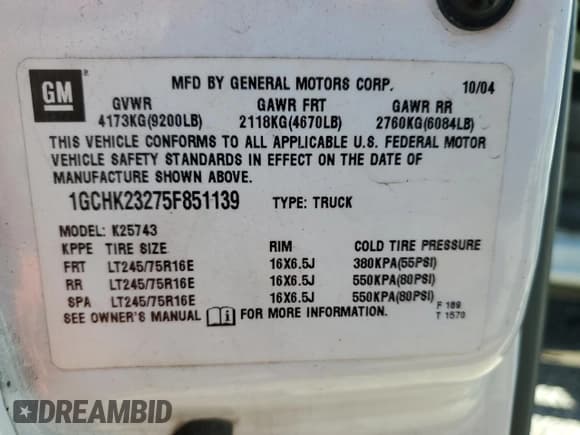 GM
MFD BY GENERAL MOTORS CORP. 10/04
GVWR GAWR FRT GAWR RR
4173KG(9200LB) 2118KG(4670LB) 2760KG(6084LB)
THIS VEHICLE CONFORMS TO ALL APPLICABLE U.S. FEDERAL MOTOR
VEHICLE SAFETY STANDARDS IN EFFECT ON THE DATE OF
MANUFACTURE SHOWN ABOVE.
1GCHK23275F851139 TYPE: TRUCK
MODEL: K25743
KPPE TIRE SIZE RIM COLD TIRE PRESSURE
FRT LT245/75R16E 16X6.5J 380KPA(55PSI)
RR LT245/75R16E 16X6.5J 550KPA(80PSI)
SPA LT245/75R16E 16X6.5J 550KPA(80PSI)
SEE OWNER'S MANUAL i FOR MORE INFORMATION.
F 189
T 1570
DREAMBID